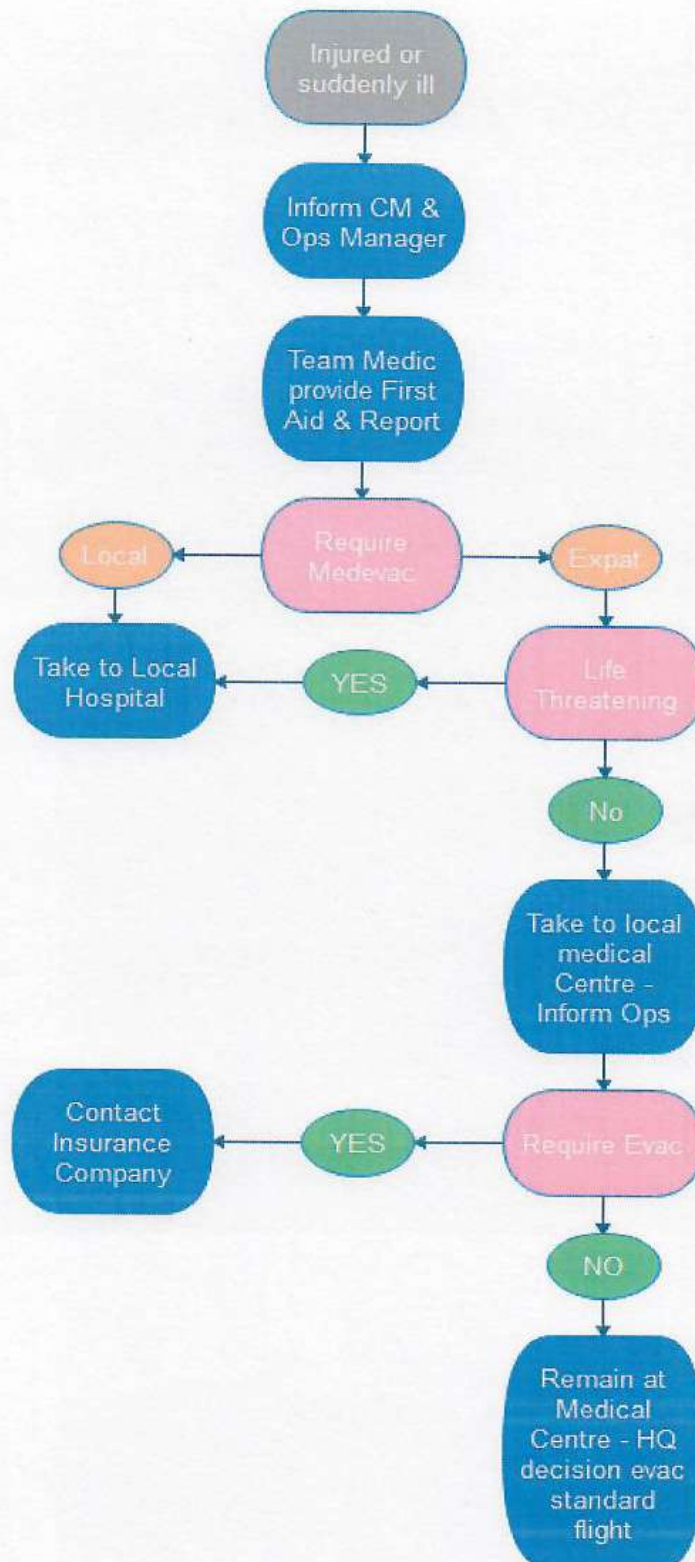 Injured or
suddenly ill
Inform CM &
Ops Manager
Team Medic
provide First
Aid & Report
Local
Require
Medevac
Expat
Take to Local
Hospital
YES
Life
Threatening
No
Take to local
medical
Centre -
Inform Ops
Contact
Insurance
Company
YES
Require Evac
NO
Remain at
Medical
Centre - HQ
decision evac
standard
flight